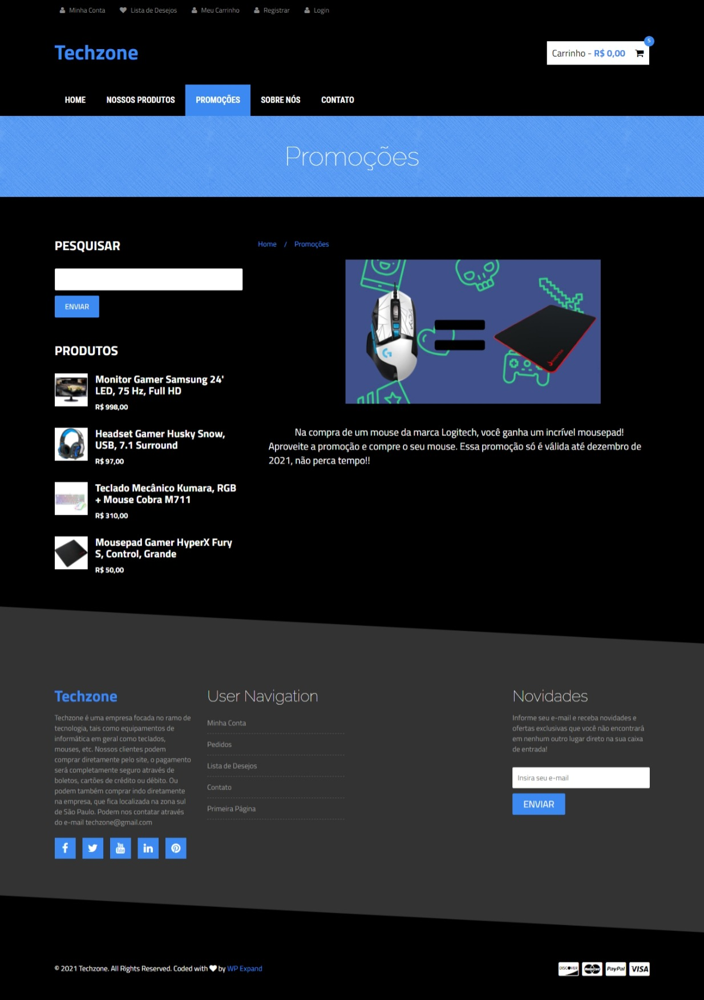 Minha Conta
Lista de Desejos
Meu Carrinho
Registrar
Login
Techzone
Carrinho - R$ 0,00
5
HOME
NOSSOS PRODUTOS
PROMOÇÕES
SOBRE NÓS
CONTATO
Promoções
PESQUISAR
ENVIAR
PRODUTOS
Monitor Gamer Samsung 24'
LED, 75 Hz, Full HD
R$ 998,00
Headset Gamer Husky Snow,
USB, 7.1 Surround
R$ 97,00
Teclado Mecânico Kumara, RGB
+ Mouse Cobra M711
R$ 310,00
Mousepad Gamer HyperX Fury
S, Control, Grande
R$ 50,00
Home / Promoções
Na compra de um mouse da marca Logitech, você ganha um incrível mousepad!
Aproveite a promoção e compre o seu mouse. Essa promoção só é válida até dezembro de
2021, não perca tempo!!
Techzone
Techzone é uma empresa focada no ramo de
tecnologia, tais como equipamentos de
informática em geral como teclados,
mouses, etc. Nossos clientes podem
comprar diretamente pelo site, o pagamento
será completamente seguro através de
boletos, cartões de crédito ou débito. Ou
podem também comprar indo diretamente
na empresa, que fica localizada na zona sul
de São Paulo. Podem nos contatar através
do e-mail techzone@gmail.com
User Navigation
Minha Conta
Pedidos
Lista de Desejos
Contato
Primeira Página
Novidades
Informe seu e-mail e receba novidades e
ofertas exclusivas que você não encontrará
em nenhum outro lugar direto na sua caixa
de entrada!
Insira seu e-mail
ENVIAR
© 2021 Techzone. All Rights Reserved. Coded with by WP Expand
DISCOVER
MasterCard
PayPal
VISA